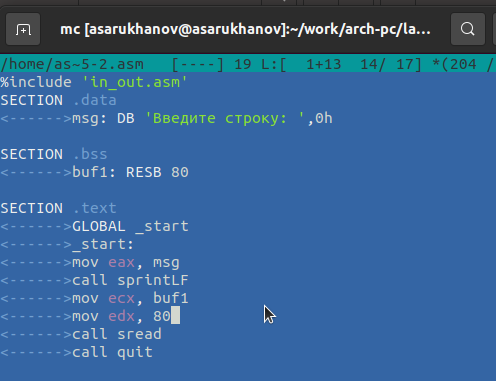 mc [asarukhanov@asarukhanov]:~/work/arch-pc/la...
/home/as~5-2.asm   [----] 19 L:[  1+13  14/ 17] *(204 /
%include 'in_out.asm'
SECTION .data
<------>msg: DB 'Введите строку: ',0h

SECTION .bss
<------>buf1: RESB 80

SECTION .text
<------>GLOBAL _start
<------>_start:
<------>mov eax, msg
<------>call sprintLF
<------>mov ecx, buf1
<------>mov edx, 80
<------>call sread
<------>call quit